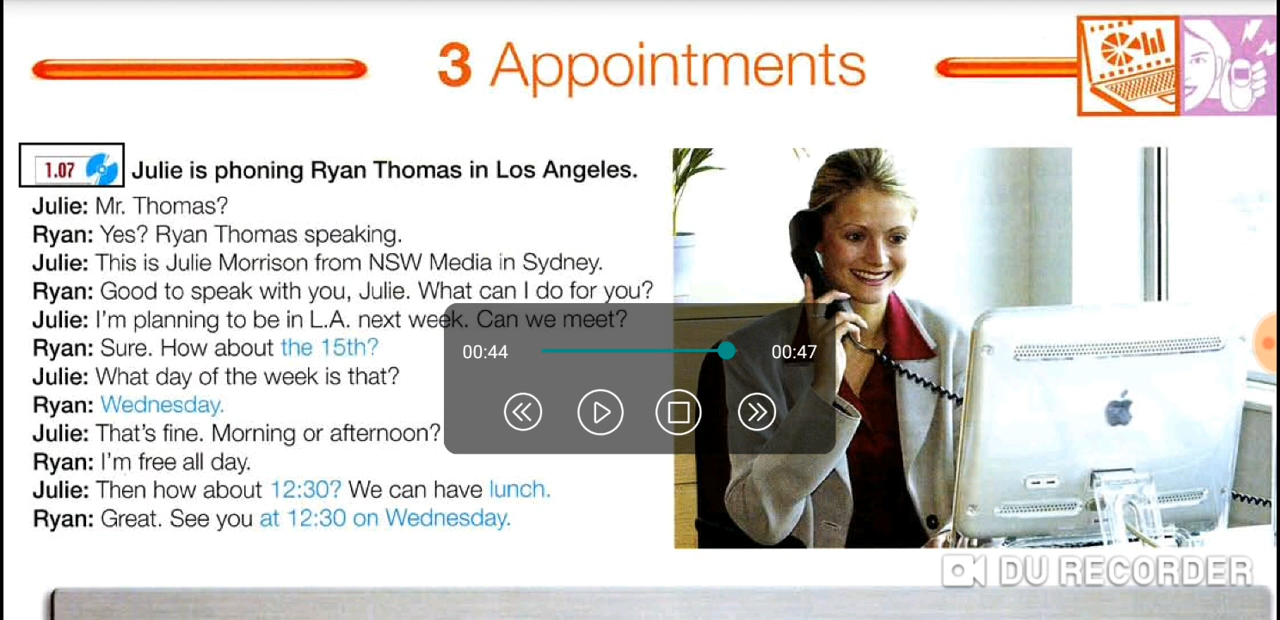 3 Appointments
1.07 Julie is phoning Ryan Thomas in Los Angeles.
Julie: Mr. Thomas?
Ryan: Yes? Ryan Thomas speaking.
Julie: This is Julie Morrison from NSW Media in Sydney.
Ryan: Good to speak with you, Julie. What can I do for you?
Julie: I'm planning to be in L.A. next week. Can we meet?
Ryan: Sure. How about the 15th?
00:44 00:47
Julie: What day of the week is that?
Ryan: Wednesday.
Julie: That's fine. Morning or afternoon?
Ryan: I'm free all day.
Julie: Then how about 12:30? We can have lunch.
Ryan: Great. See you at 12:30 on Wednesday.
DU RECORDER